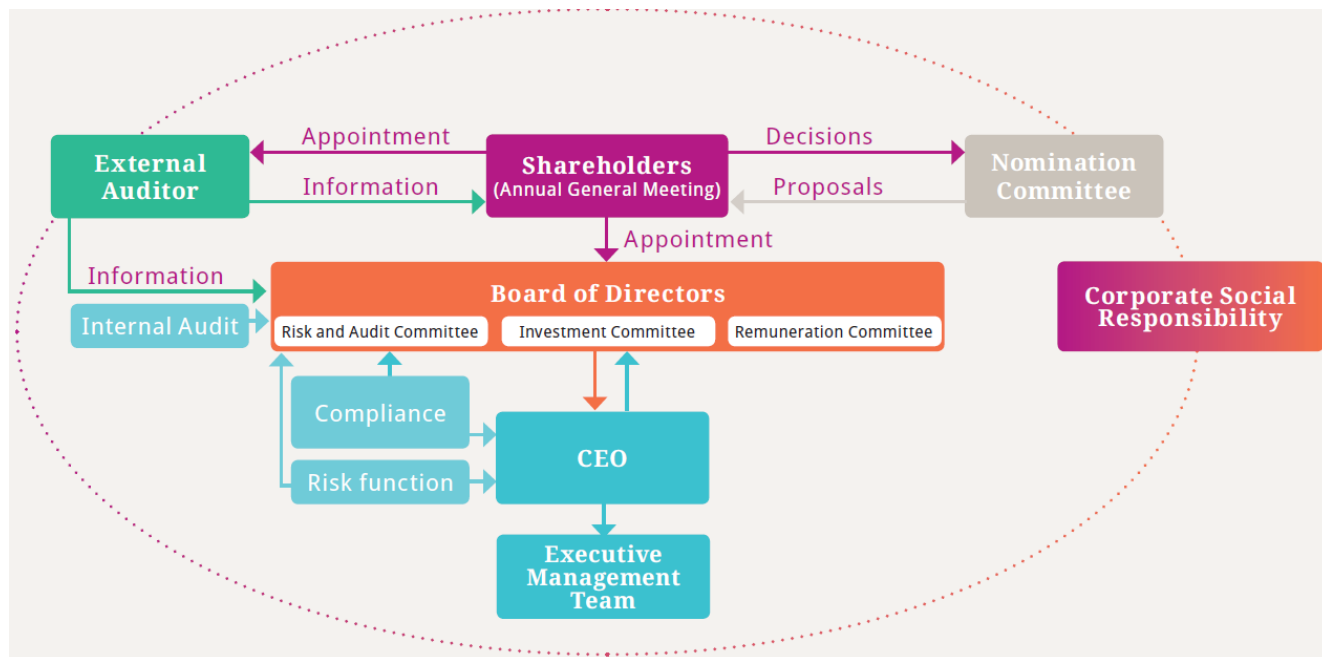 Appointment
Decisions
External
Auditor
Shareholders
(Annual General Meeting)
Nomination
Committee
Information
Proposals
Appointment
Information
Board of Directors
Corporate Social
Responsibility
Internal Audit
Risk and Audit Committee
Investment Committee
Remuneration Committee
Compliance
CEO
Risk function
Executive
Management
Team